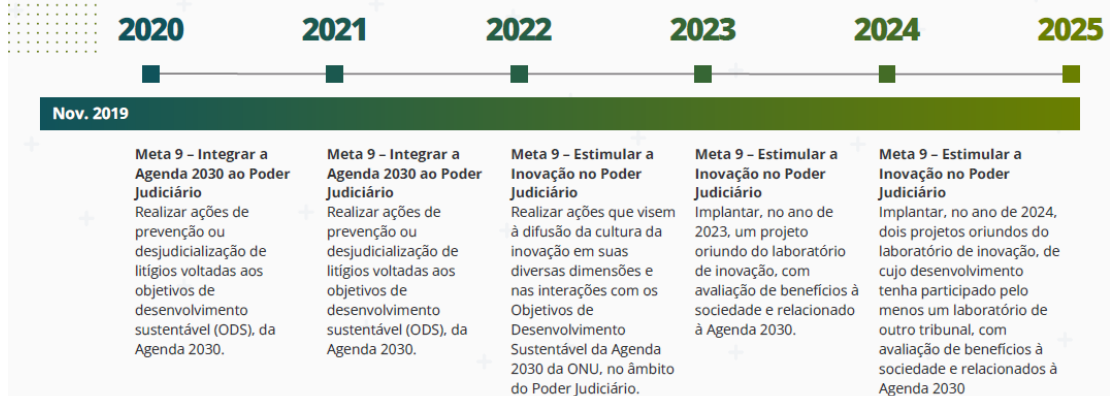 2020
2021
2022
2023
2024
2025
Nov. 2019
Meta 9 – Integrar a
Agenda 2030 ao Poder
Judiciário
Realizar ações de
prevenção ou
desjudicialização de
litígios voltadas aos
objetivos de
desenvolvimento
sustentável (ODS), da
Agenda 2030.
Meta 9 – Integrar a
Agenda 2030 ao Poder
Judiciário
Realizar ações de
prevenção ou
desjudicialização de
litígios voltadas aos
objetivos de
desenvolvimento
sustentável (ODS), da
Agenda 2030.
Meta 9 – Estimular a
Inovação no Poder
Judiciário
Realizar ações que visem
à difusão da cultura da
inovação em suas
diversas dimensões e
nas interações com os
Objetivos de
Desenvolvimento
Sustentável da Agenda
2030 da ONU, no âmbito
do Poder Judiciário.
Meta 9 – Estimular a
Inovação no Poder
Judiciário
Implantar, no ano de
2023, um projeto
oriundo do laboratório
de inovação, com
avaliação de benefícios à
sociedade e relacionado
à Agenda 2030.
Meta 9 – Estimular a
Inovação no Poder
Judiciário
Implantar, no ano de 2024,
dois projetos oriundos do
laboratório de inovação, de
cujo desenvolvimento
tenha participado pelo
menos um laboratório de
outro tribunal, com
avaliação de benefícios à
sociedade e relacionados à
Agenda 2030